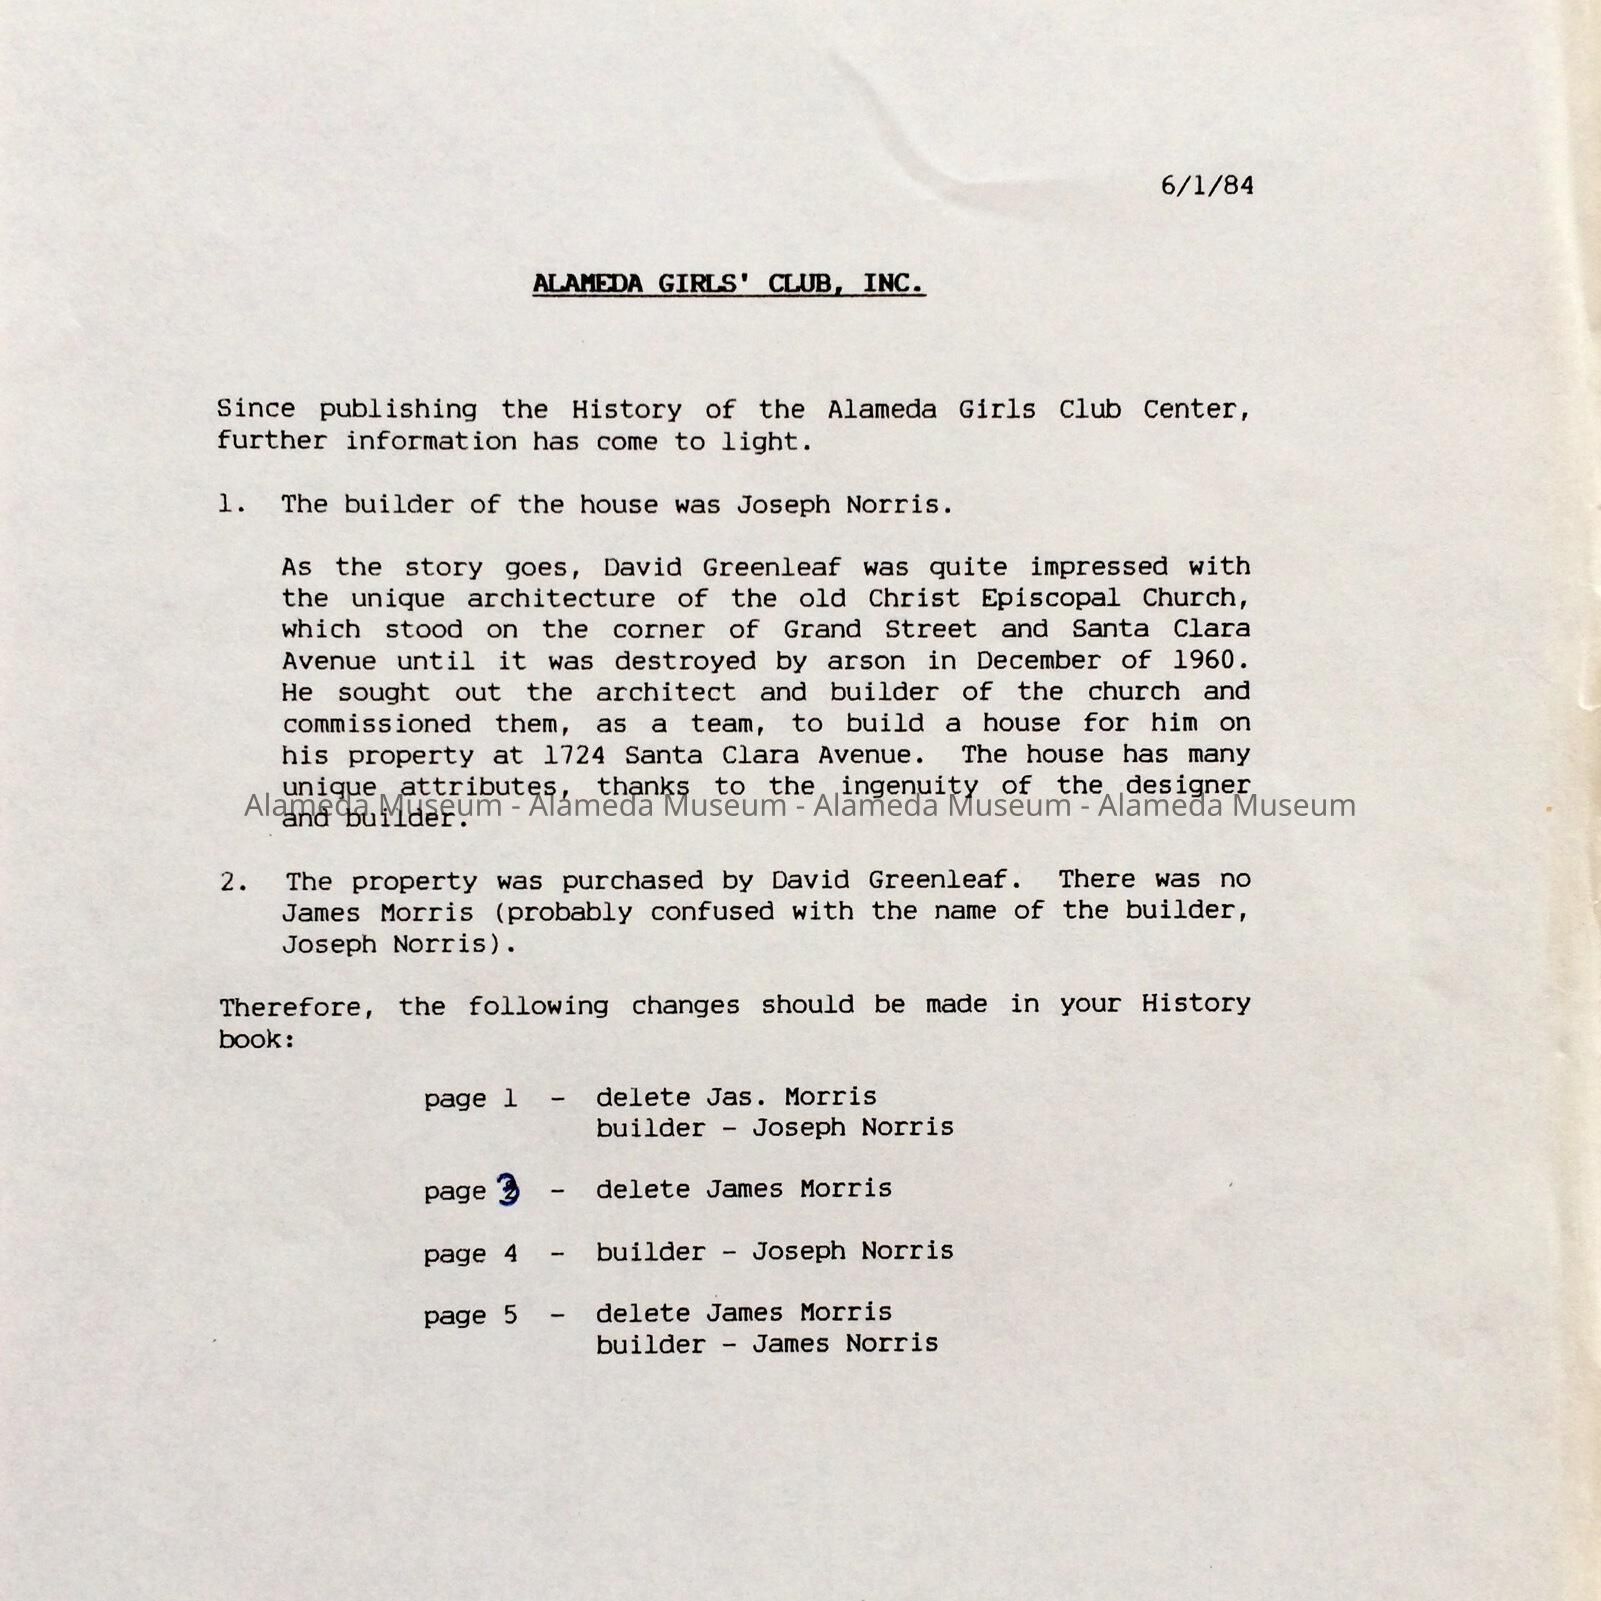 6/1/84
ALAMEDA GIRLS' CLUB, INC.
Since publishing the History of the Alameda Girls Club Center,
further information has come to light.
1. The builder of the house was Joseph Norris.
As the story goes, David Greenleaf was quite impressed with
the unique architecture of the old Christ Episcopal Church,
which stood on the corner of Grand Street and Santa Clara
Avenue until it was destroyed by arson in December of 1960.
He sought out the architect and builder of the church and
commissioned them, as a team, to build a house for him on
his property at 1724 Santa Clara Avenue. The house has many
unique attributes, thanks to the ingenuity of the designer
Alameda Museum - Alameda Museum - Alameda Museum - Alameda Museum
and builder.
2. The property was purchased by David Greenleaf. There was no
James Morris (probably confused with the name of the builder,
Joseph Norris).
Therefore, the following changes should be made in your History
book:
page 1 - delete Jas. Morris
builder - Joseph Norris
page 3 - delete James Morris
page 4 - builder - Joseph Norris
page 5 - delete James Morris
builder - James Norris